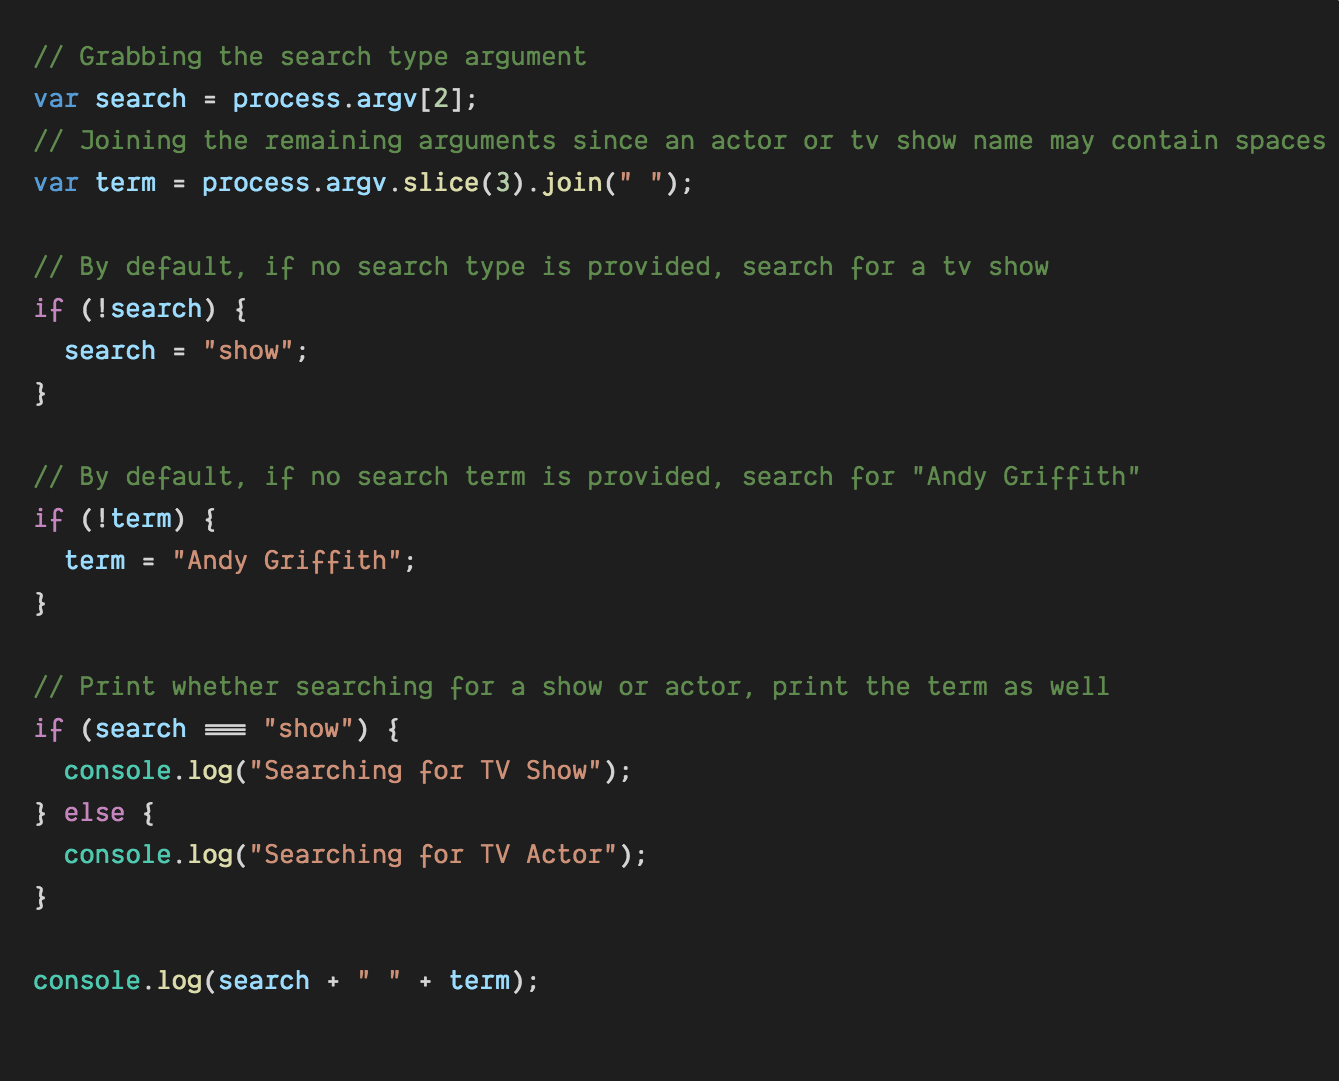 // Grabbing the search type argument
var search = process.argv[2];
// Joining the remaining arguments since an actor or tv show name may contain spaces
var term = process.argv.slice(3).join(" ");

// By default, if no search type is provided, search for a tv show
if (!search) {
  search = "show";
}

// By default, if no search term is provided, search for "Andy Griffith"
if (!term) {
  term = "Andy Griffith";
}

// Print whether searching for a show or actor, print the term as well
if (search === "show") {
  console.log("Searching for TV Show");
} else {
  console.log("Searching for TV Actor");
}

console.log(search + " " + term);